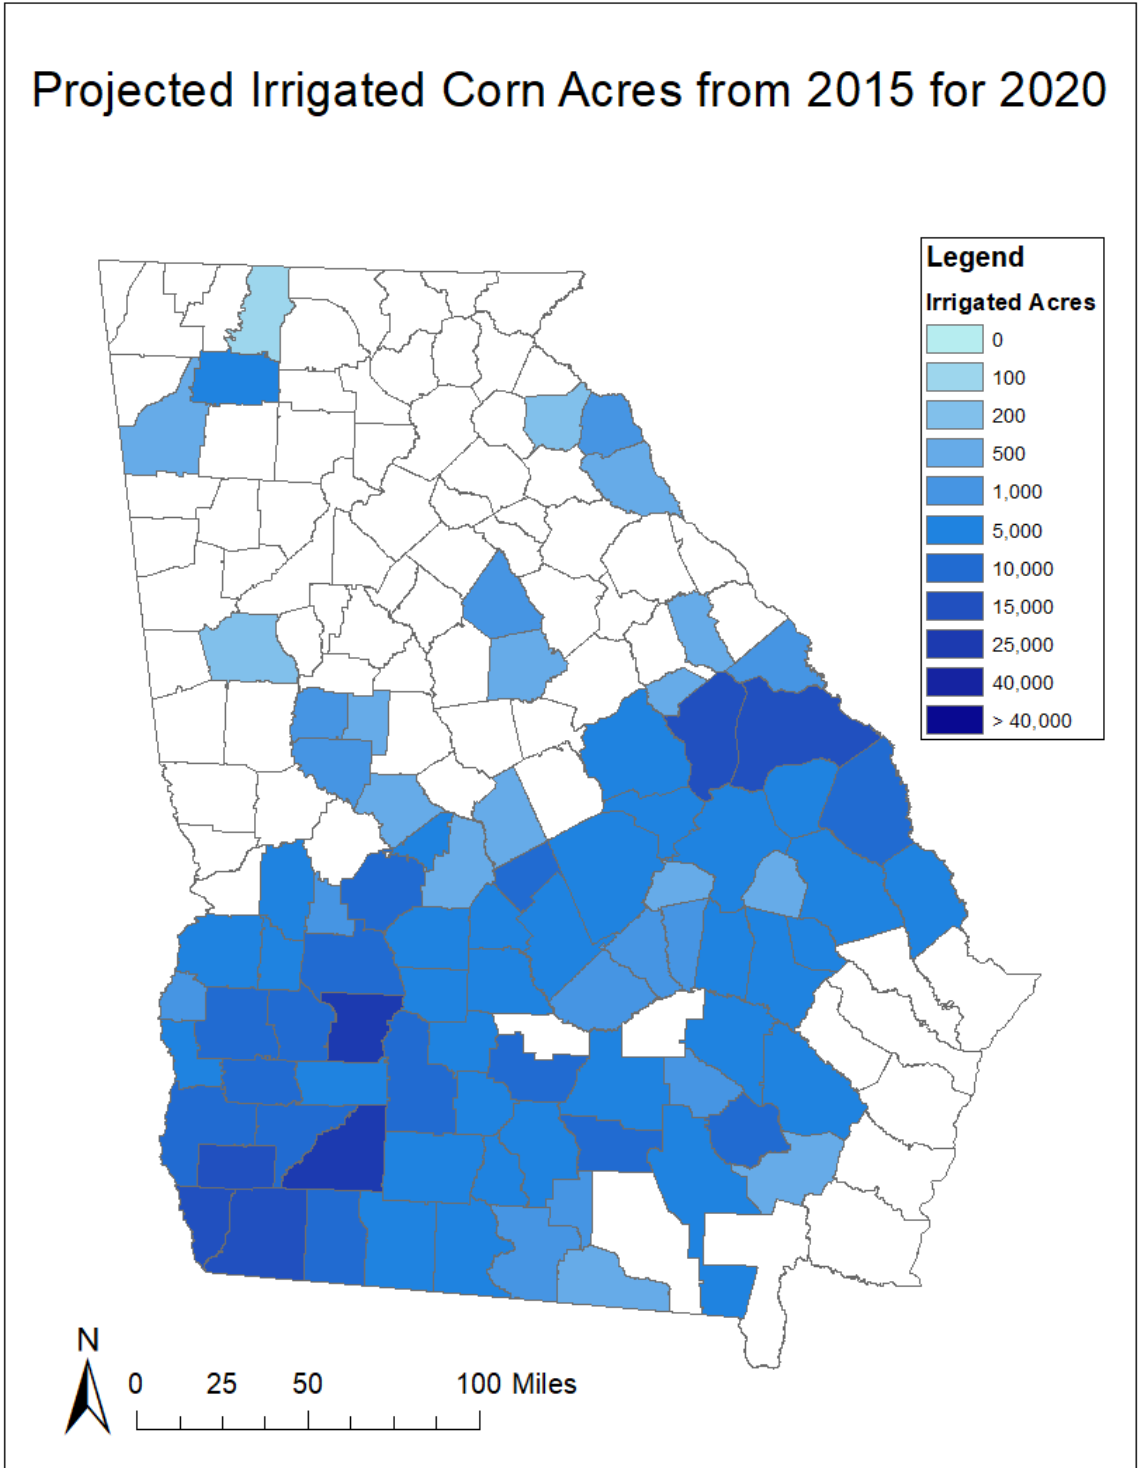 Projected Irrigated Corn Acres from 2015 for 2020
Legend
Irrigated Acres
0
100
200
500
1,000
5,000
10,000
15,000
25,000
40,000
> 40,000
N
0 25 50 100 Miles